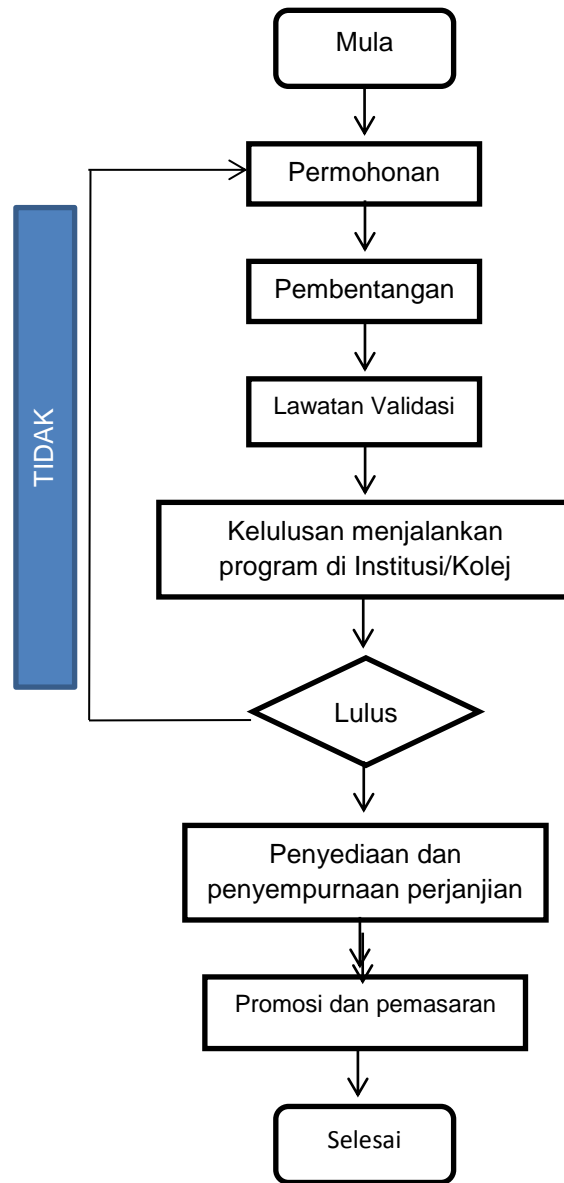 Mula
Permohonan
Pembentangan
Lawatan Validasi
TIDAK
Kelulusan menjalankan
program di Institusi/Kolej
Lulus
Penyediaan dan
penyempurnaan perjanjian
Promosi dan pemasaran
Selesai